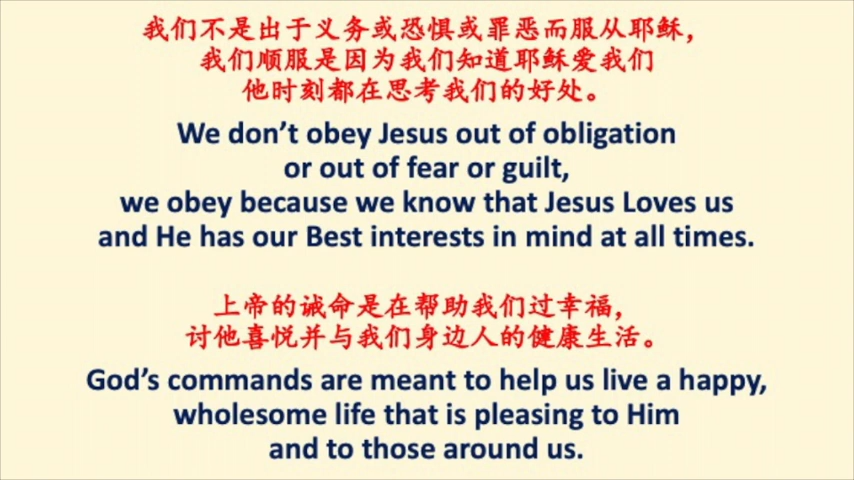 我们不是出于义务或恐惧或罪恶而服从耶稣，
我们顺服是因为我们知道耶稣爱我们
他时刻都在思考我们的好处。
We don’t obey Jesus out of obligation
or out of fear or guilt,
we obey because we know that Jesus Loves us
and He has our Best interests in mind at all times.
上帝的诫命是在帮助我们过幸福，
讨他喜悦并与我们身边人的健康生活。
God’s commands are meant to help us live a happy,
wholesome life that is pleasing to Him
and to those around us.